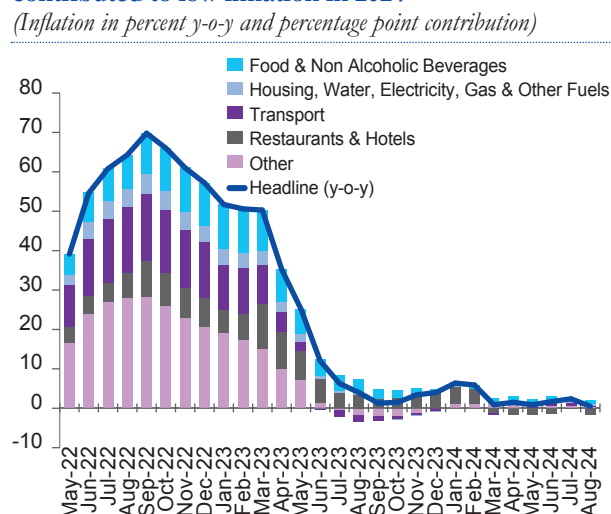 (Inflation in percent y-o-y and percentage point contribution)
80
70
60
50
40
30
20
10
0
-10
Food & Non Alcoholic Beverages
Housing, Water, Electricity, Gas & Other Fuels
Transport
Restaurants & Hotels
Other
Headline (y-o-y)
May-22
Jun-22
Jul-22
Aug-22
Sep-22
Oct-22
Nov-22
Dec-22
Jan-23
Feb-23
Mar-23
Apr-23
May-23
Jun-23
Jul-23
Aug-23
Sep-23
Oct-23
Nov-23
Dec-23
Jan-24
Feb-24
Mar-24
Apr-24
May-24
Jun-24
Jul-24
Aug-24